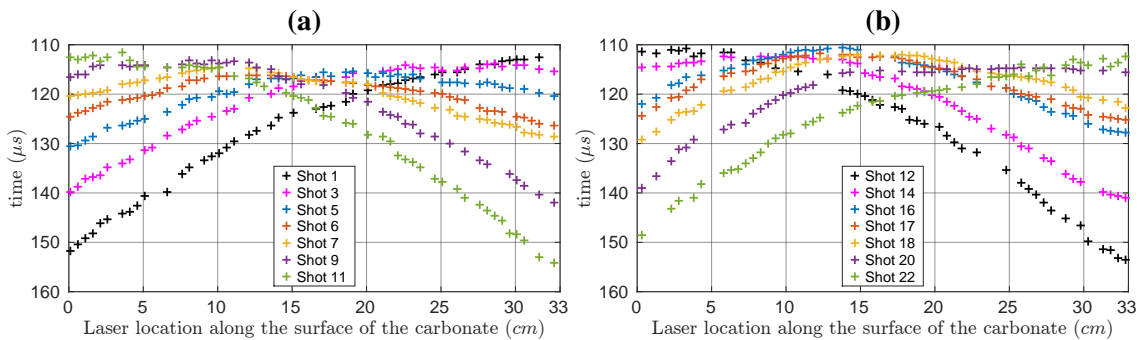 (a)
(b)
110
120
130
140
150
160
time (μs)
0
5
10
15
20
25
30
33
Laser location along the surface of the carbonate (cm)
Shot 1
Shot 3
Shot 5
Shot 6
Shot 7
Shot 9
Shot 11
110
120
130
140
150
160
time (μs)
0
5
10
15
20
25
30
33
Laser location along the surface of the carbonate (cm)
Shot 12
Shot 14
Shot 16
Shot 17
Shot 18
Shot 20
Shot 22